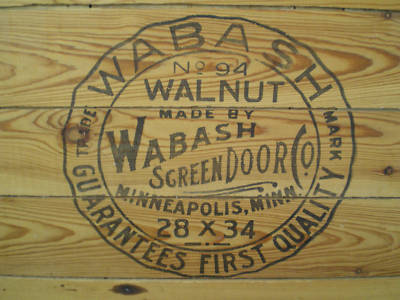 WABASH
TRADE MARK
No 94
WALNUT
MADE BY
WABASH
SCREEN DOOR Co.
MINNEAPOLIS, MINN.
28 X 34
GUARANTEES FIRST QUALITY